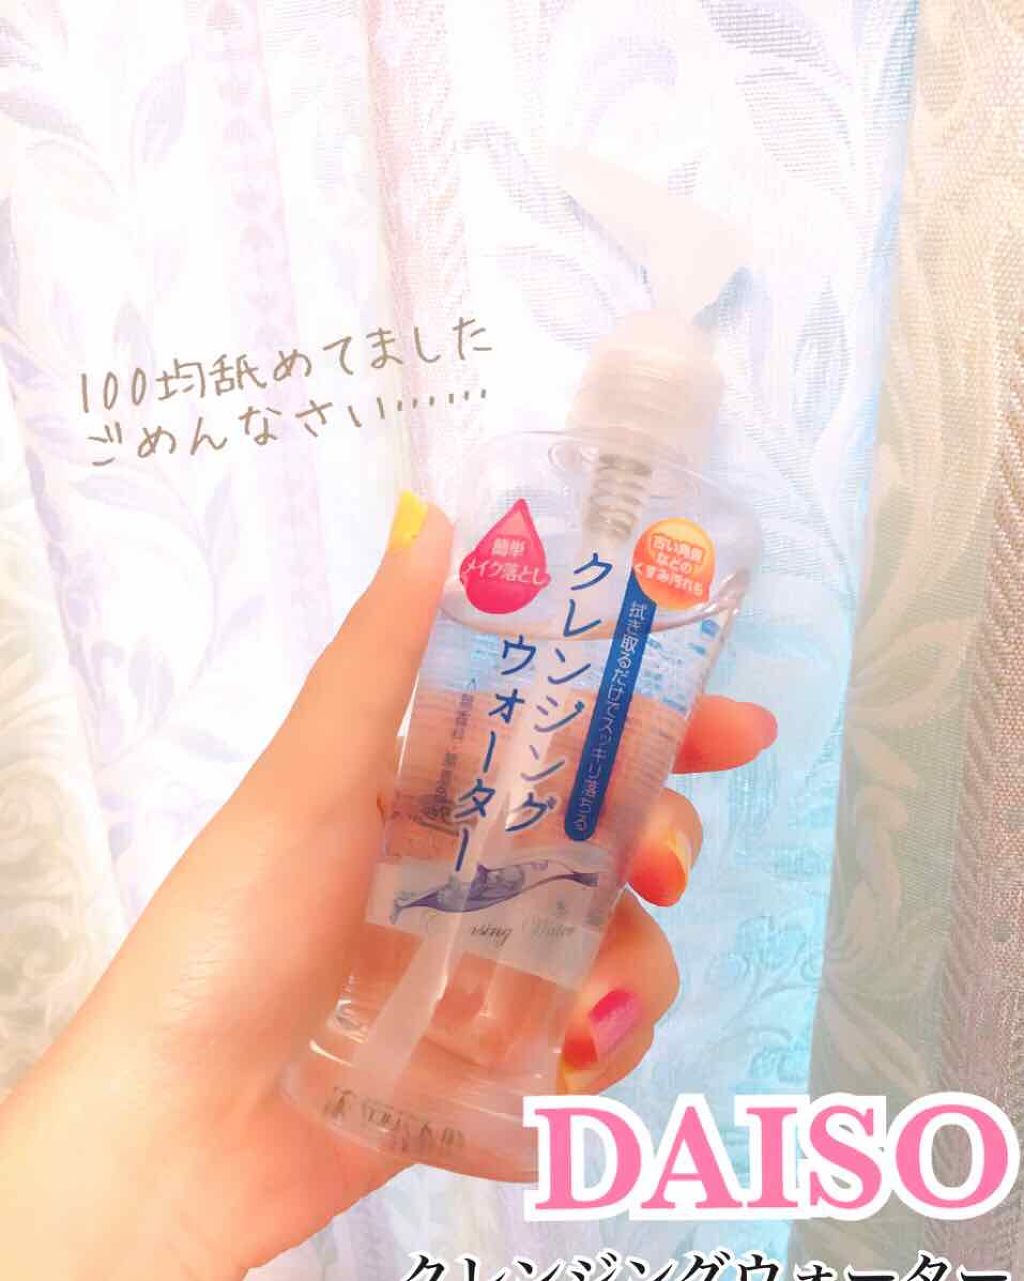 100均舐めてました
ごめんなさい……
簡単
メイク落とし
古い角質
などの
くすみ汚れも
クレンジング
ウォーター
拭き取るだけでスッキリ落ちる
DAISO
クレンジングウォーター